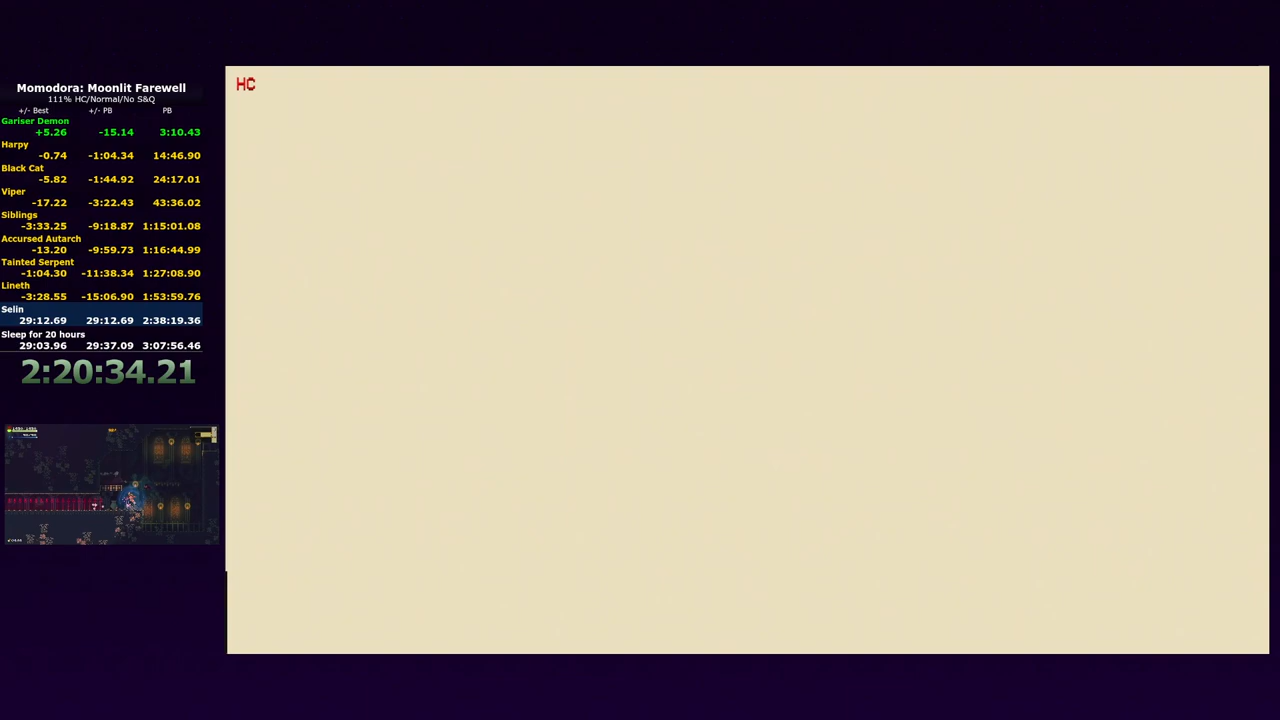 Momodora: Moonlit Farewell
111% HC/Normal/No S&Q
+/- Best +/- PB PB
Gariser Demon
+5.26 -15.14 3:10.43
Harpy
-0.74 -1:04.34 14:46.90
Black Cat
-5.82 -1:44.92 24:17.01
Viper
-17.22 -3:22.43 43:36.02
Siblings
-3:33.25 -9:18.87 1:15:01.08
Accursed Autarch
-13.20 -9:59.73 1:16:44.99
Tainted Serpent
-1:04.30 -11:38.34 1:27:08.90
Lineth
-3:28.55 -15:06.90 1:53:59.76
Selin
29:12.69 29:12.69 2:38:19.36
Sleep for 20 hours
29:03.96 29:37.09 3:07:56.46
2:20:34.21
HC